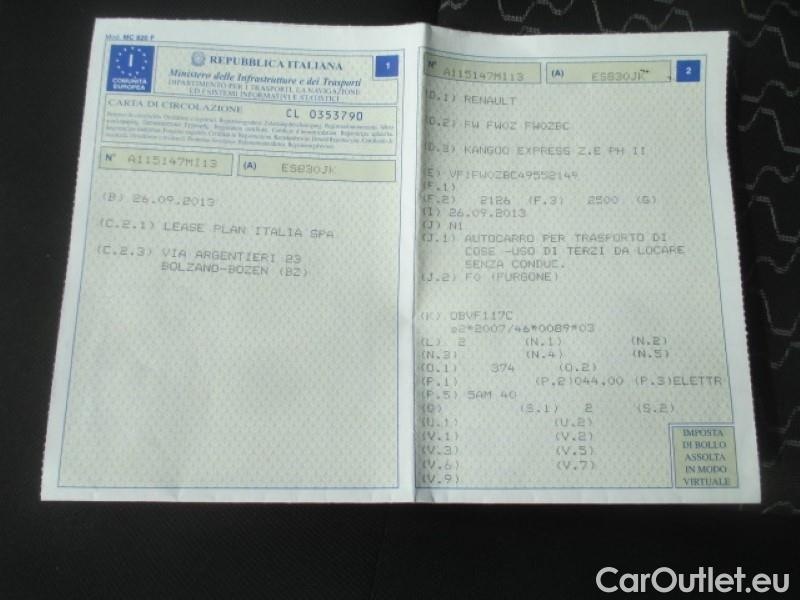 Mod. MC 820 F
I
COMUNITÀ
EUROPEA
REPUBBLICA ITALIANA
1
Ministero delle Infrastrutture e dei Trasporti
DIPARTIMENTO PER I TRASPORTI, LA NAVIGAZIONE
ED I SISTEMI INFORMATIVI E STATISTICI
CARTA DI CIRCOLAZIONE
CL 0353790
N° A115147MI13 (A) ES830JK
(B) 26.09.2013
(C.2.1) LEASE PLAN ITALIA SPA
(C.2.3) VIA ARGENTIERI 23
BOLZANO-BOZEN (BZ)
N° A115147MI13 (A) ES830JK 2
(D.1) RENAULT
(D.2) FW FW0Z FW0ZBC
(D.3) KANGOO EXPRESS Z.E PH II
(E) VF1FW0ZBC49552149
(F.1)
(F.2) 2126 (F.3) 2500 (G)
(I) 26.09.2013
(J) N1
(J.1) AUTOCARRO PER TRASPORTO DI
COSE -USO DI TERZI DA LOCARE
SENZA CONDUC.
(J.2) F0 (FURGONE)
(K) OBVF117C
e2*2007/46*0089*03
(L) 2 (N.1) (N.2)
(N.3) (N.4) (N.5)
(O.1) 374 (O.2)
(P.1) (P.2)044.00 (P.3)ELETTR
(P.5) 5AM 40
(Q) (S.1) 2 (S.2)
(U.1) (U.2)
(V.1) (V.2)
(V.3) (V.5)
(V.6) (V.7)
(V.9)
IMPOSTA
DI BOLLO
ASSOLTA
IN MODO
VIRTUALE
CarOutlet.eu